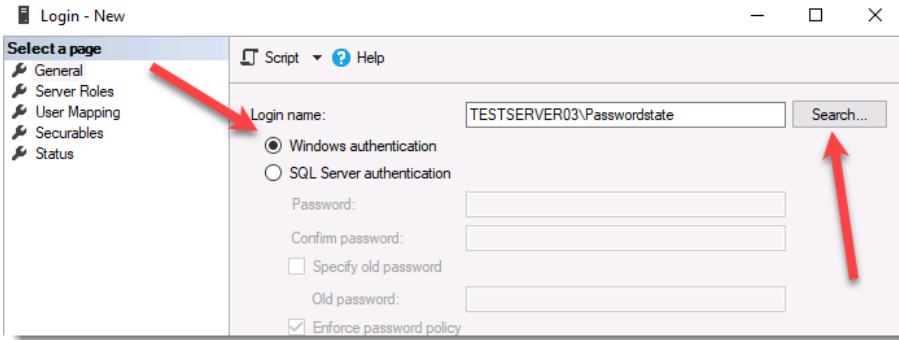 Login - New
Select a page
General
Server Roles
User Mapping
Securables
Status
Script Help
Login name: TESTSERVER03\Passwordstate Search...
Windows authentication
SQL Server authentication
Password:
Confirm password:
Specify old password
Old password:
Enforce password policy